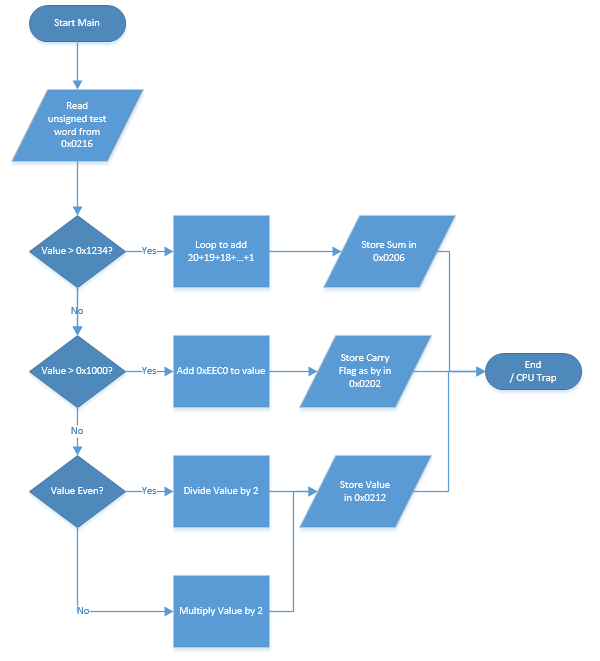 Start Main
Read
unsigned test
word from
0x0216
Value > 0x1234?
Yes
Loop to add
20+19+18+...+1
Store Sum in
0x0206
No
Value > 0x1000?
Yes
Add 0xEEC0 to value
Store Carry
Flag as by in
0x0202
End
/ CPU Trap
No
Value Even?
Yes
Divide Value by 2
Store Value
in 0x0212
No
Multiply Value by 2